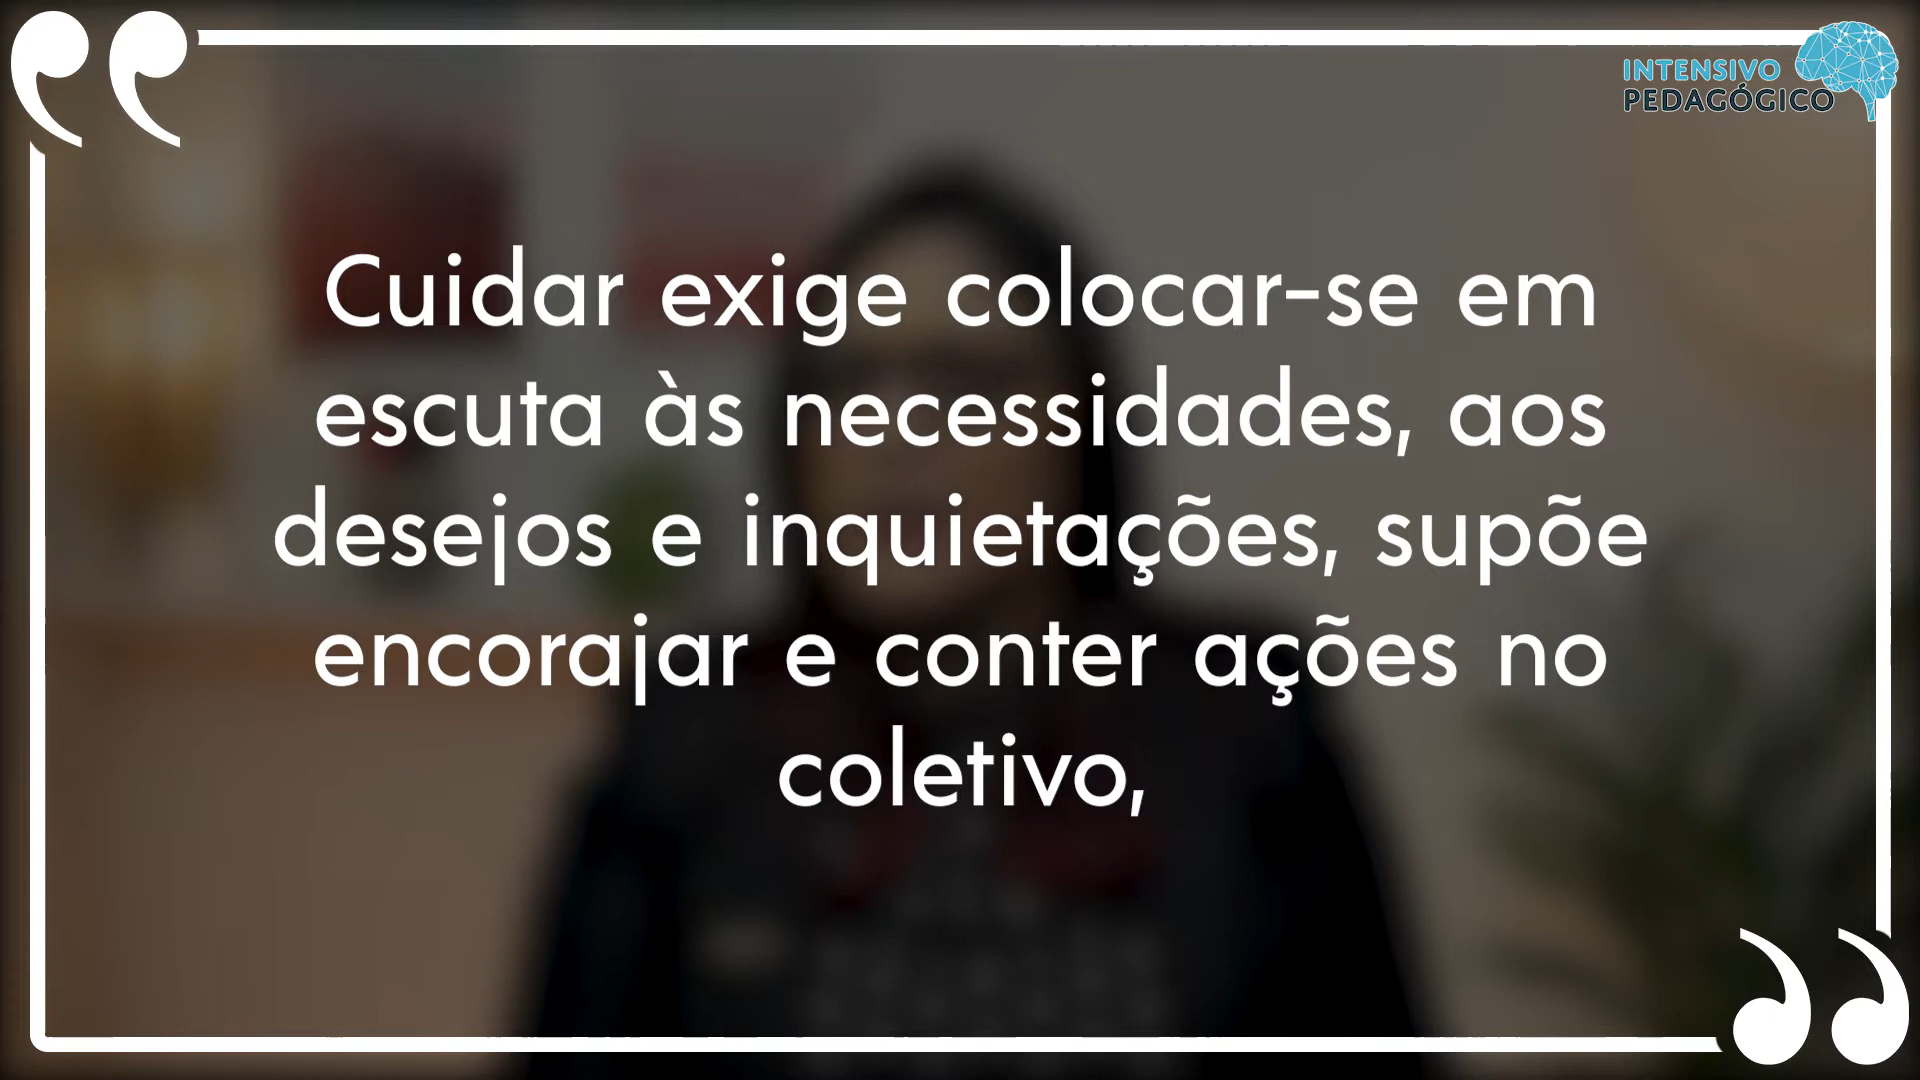 INTENSIVO
PEDAGÓGICO
Cuidar exige colocar-se em
escuta às necessidades, aos
desejos e inquietações, supõe
encorajar e conter ações no
coletivo,